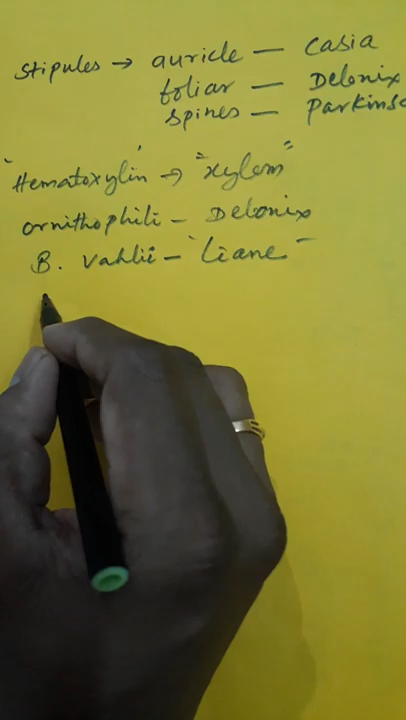 stipules → auricle — Casia
foliar — Delonix
spines — Parkinso
"Hematoxylin" → "xylem"
ornithophili – Delonix
B. vahlii – "Liane"